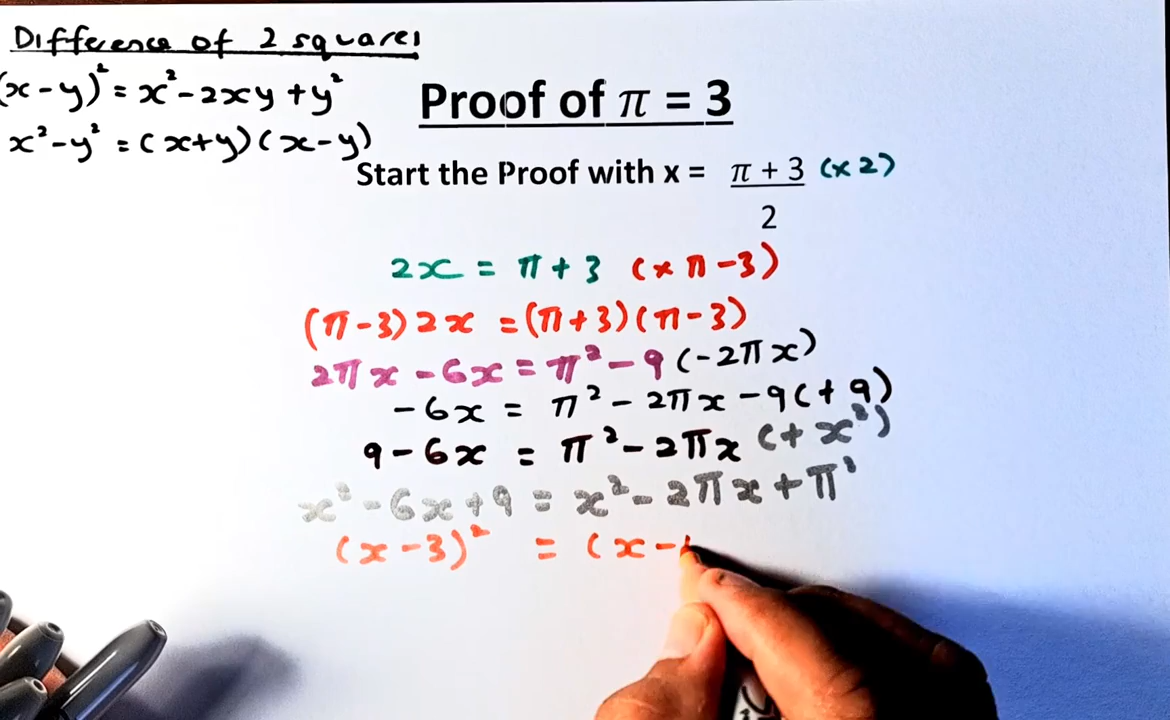 Difference of 2 squares
(x-y)² = x² - 2xy + y²
x² - y² = (x+y)(x-y)
Proof of π = 3
Start the Proof with x = π + 3 (x 2)
2
2x = π + 3 (x π - 3)
(π - 3) 2x = (π + 3)(π - 3)
2πx - 6x = π² - 9 (-2πx)
-6x = π² - 2πx - 9 (+ 9)
9 - 6x = π² - 2πx (+ x²)
x² - 6x + 9 = x² - 2πx + π²
(x - 3)² = (x -